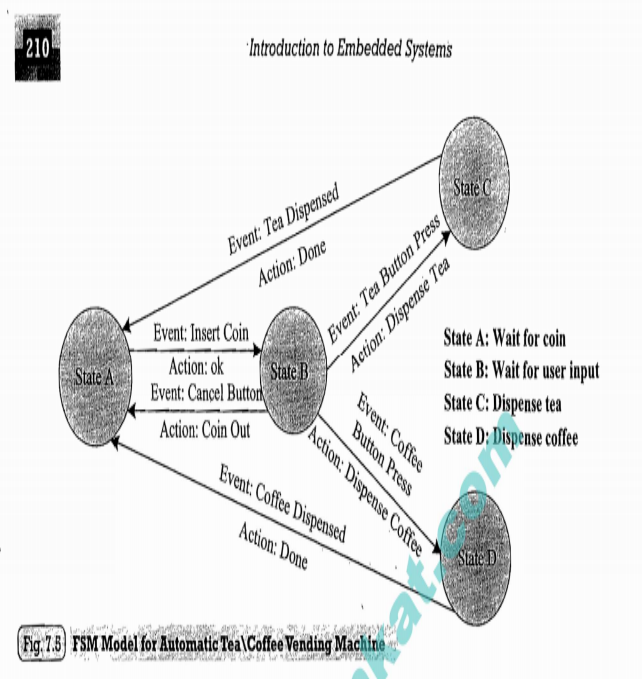 210
Introduction to Embedded Systems
State C
Event: Tea Dispensed
Action: Done
Event: Tea Button Press
Action: Dispense Tea
Event: Insert Coin
Action: ok
State A
State B
Event: Cancel Button
Action: Coin Out
State A: Wait for coin
State B: Wait for user input
State C: Dispense tea
State D: Dispense coffee
Event: Coffee
Button Press
Action: Dispense Coffee
Event: Coffee Dispensed
Action: Done
State D
Fig. 7.5 FSM Model for Automatic Tea\Coffee Vending Machine
kat.com